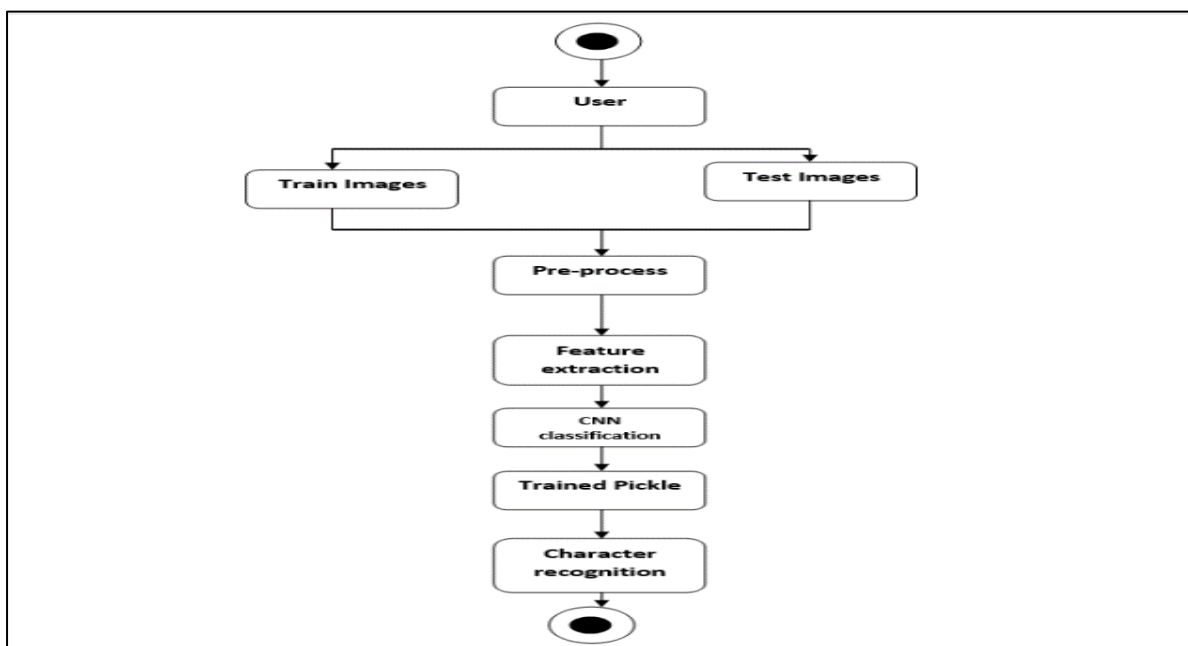 User
Train Images
Test Images
Pre-process
Feature
extraction
CNN
classification
Trained Pickle
Character
recognition